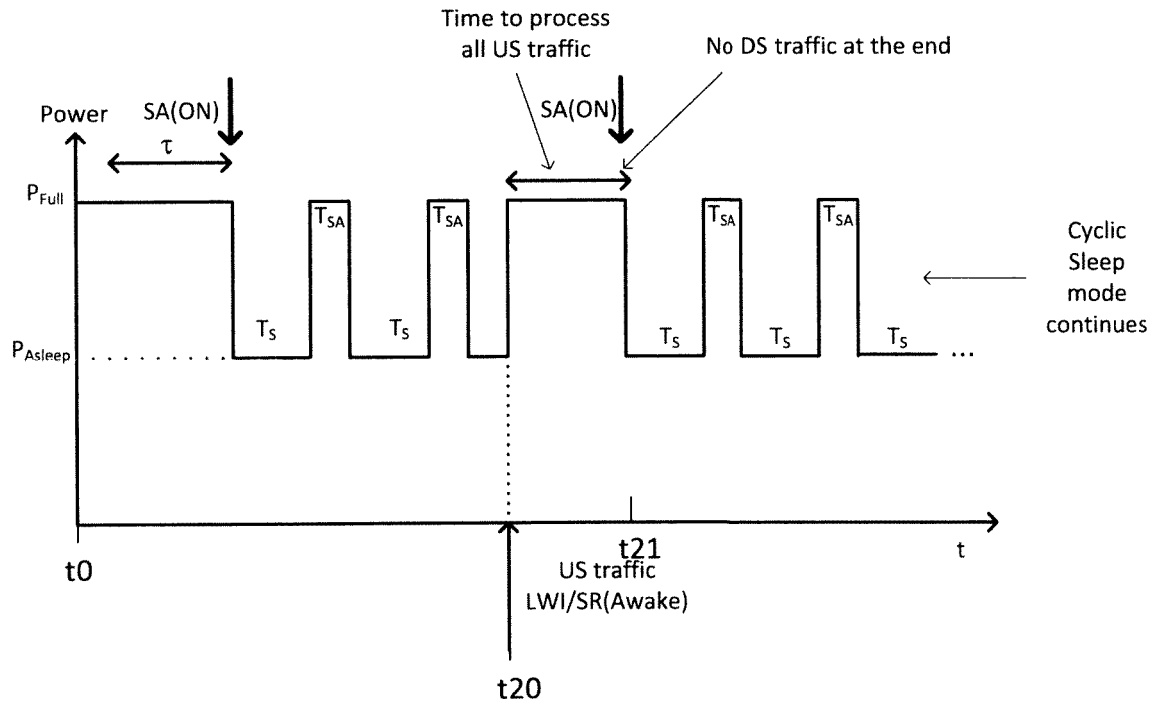 Time to process
all US traffic
No DS traffic at the end
Power
SA(ON)
SA(ON)
τ
PFull
TSA
TSA
TSA
TSA
Cyclic
Sleep
mode
continues
TS
TS
TS
TS
TS
PAsleep
...
t0
t21
t
US traffic
LWI/SR(Awake)
t20